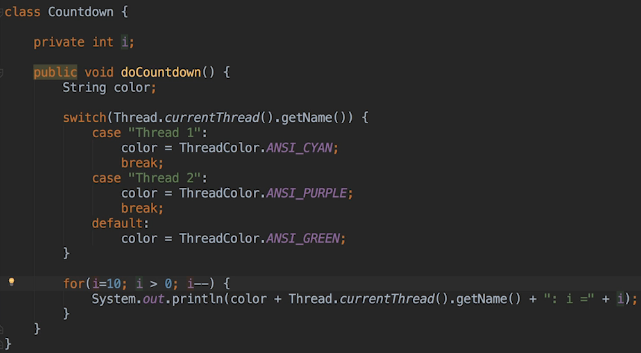 class Countdown {
private int i;
public void doCountdown() {
String color;
switch(Thread.currentThread().getName()) {
case "Thread 1":
color = ThreadColor.ANSI_CYAN;
break;
case "Thread 2":
color = ThreadColor.ANSI_PURPLE;
break;
default:
color = ThreadColor.ANSI_GREEN;
}
for(i=10; i > 0; i--) {
System.out.println(color + Thread.currentThread().getName() + ": i =" + i);
}
}
}